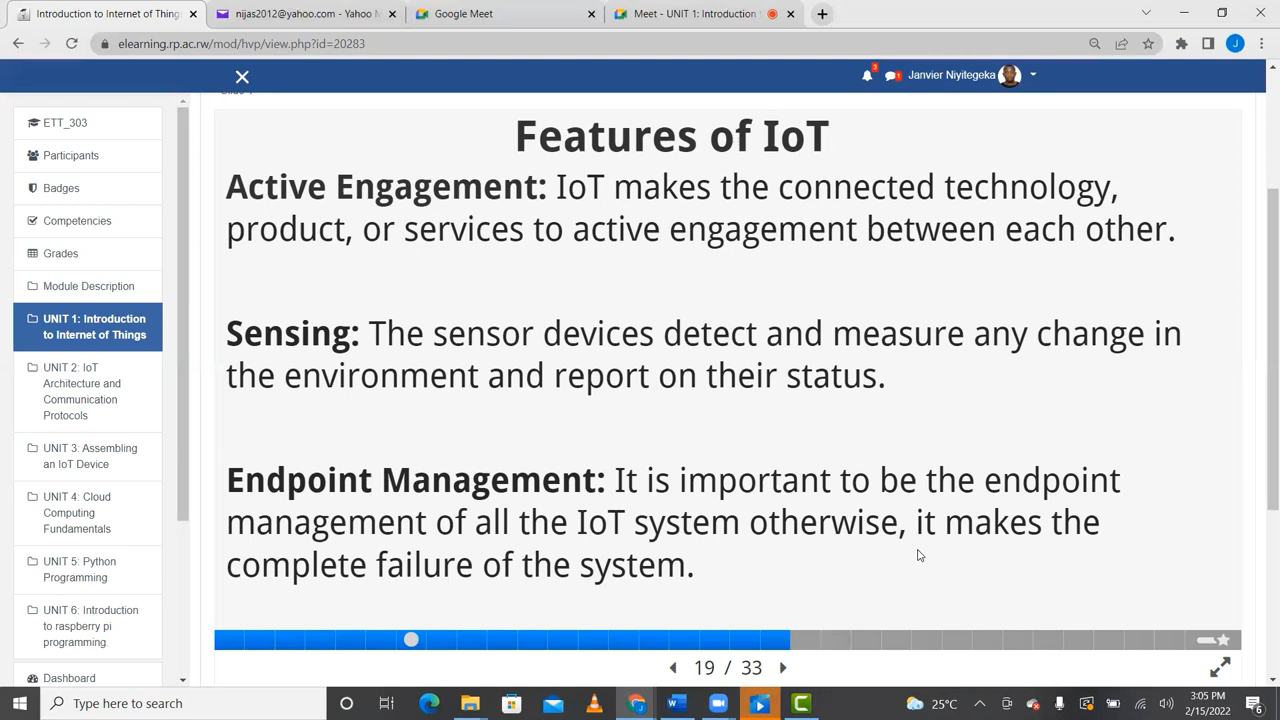 Introduction to Internet of Thing
nijas2012@yahoo.com - Yahoo M
Google Meet
Meet - UNIT 1: Introduction
elearning.rp.ac.rw/mod/hvp/view.php?id=20283
J
3
1
Janvier Niyitegeka
ETT_303
Participants
Badges
Competencies
Grades
Module Description
UNIT 1: Introduction
to Internet of Things
UNIT 2: IoT
Architecture and
Communication
Protocols
UNIT 3: Assembling
an IoT Device
UNIT 4: Cloud
Computing
Fundamentals
UNIT 5: Python
Programming
UNIT 6: Introduction
to raspberry pi
programming.
Dashboard
Features of IoT
Active Engagement: IoT makes the connected technology,
product, or services to active engagement between each other.
Sensing: The sensor devices detect and measure any change in
the environment and report on their status.
Endpoint Management: It is important to be the endpoint
management of all the IoT system otherwise, it makes the
complete failure of the system.
19 / 33
Type here to search
25°C
3:05 PM
2/15/2022
6